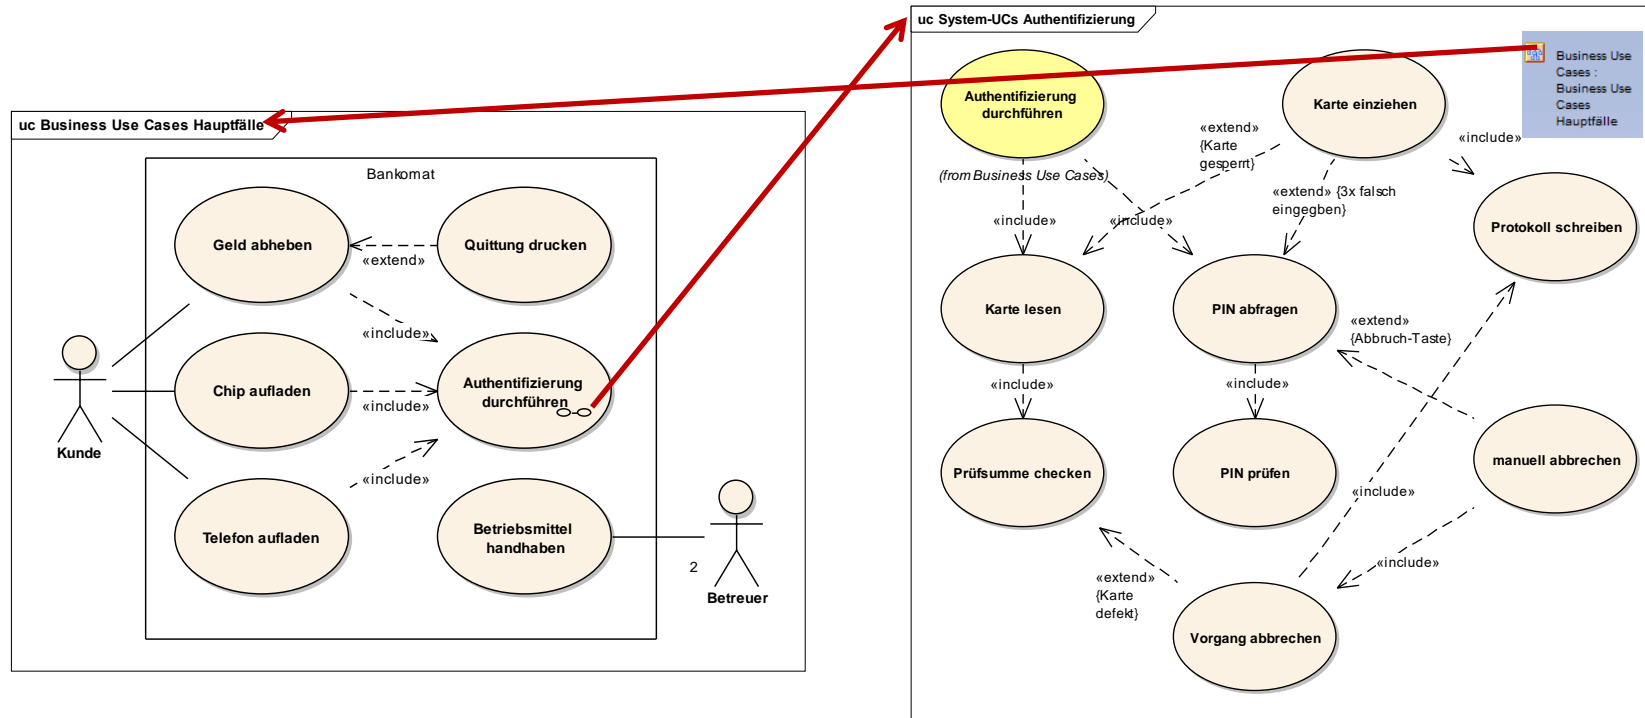 uc Business Use Cases Hauptfälle
Bankomat
Geld abheben
Quittung drucken
«extend»
«include»
Chip aufladen
«include»
Authentifizierung
durchführen
Kunde
Telefon aufladen
«include»
Betriebsmittel
handhaben
2
Betreuer
uc System-UCs Authentifizierung
Authentifizierung
durchführen
(from Business Use Cases)
Karte einziehen
Business Use
Cases :
Business Use
Cases
Hauptfälle
«extend»
{Karte
gesperrt}
«include»
«extend» {3x falsch
eingegben}
«include»
«include»
Protokoll schreiben
Karte lesen
PIN abfragen
«extend»
{Abbruch-Taste}
«include»
«include»
Prüfsumme checken
PIN prüfen
manuell abbrechen
«include»
«include»
«extend»
{Karte
defekt}
Vorgang abbrechen